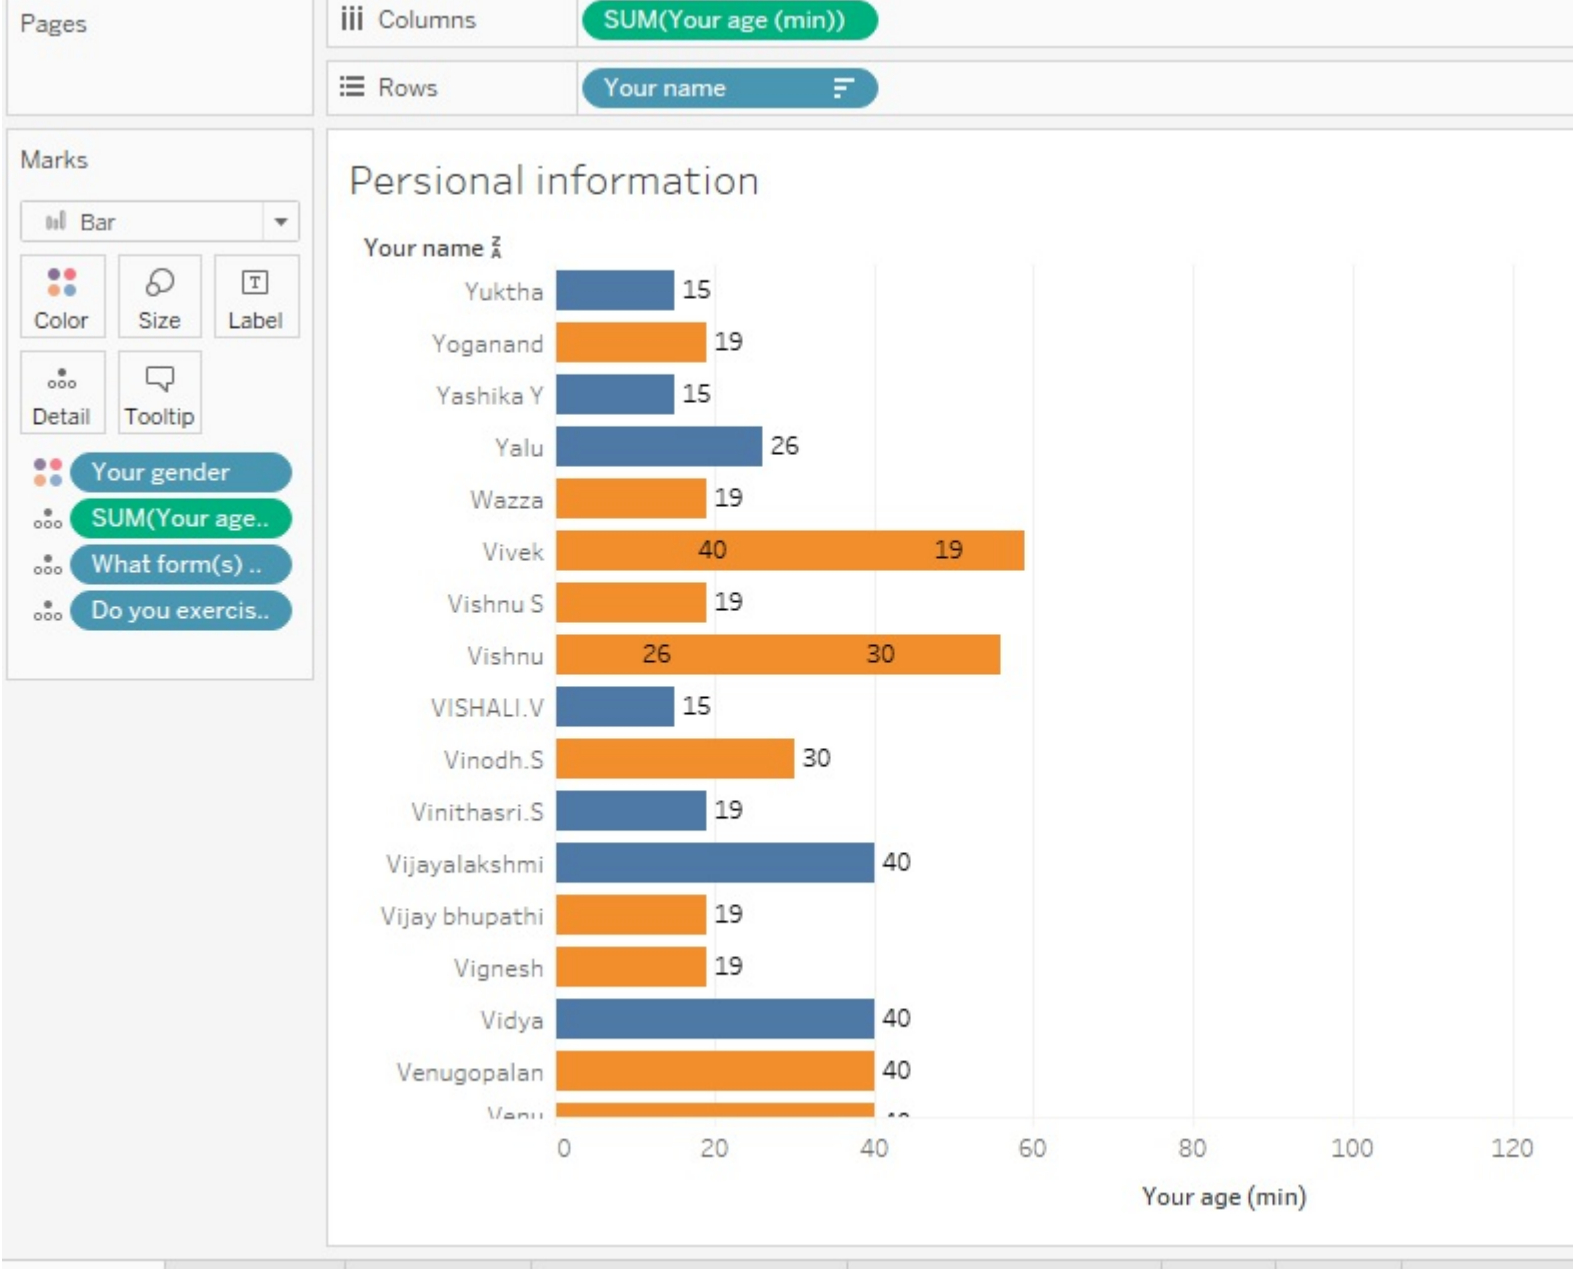 Pages
Columns SUM(Your age (min))
Rows Your name
Marks
Bar
Color Size Label
Detail Tooltip
Your gender
SUM(Your age..
What form(s) ..
Do you exercis..
Persional information
Your name
Yuktha 15
Yoganand 19
Yashika Y 15
Yalu 26
Wazza 19
Vivek 40 19
Vishnu S 19
Vishnu 26 30
VISHALI.V 15
Vinodh.S 30
Vinithasri.S 19
Vijayalakshmi 40
Vijay bhupathi 19
Vignesh 19
Vidya 40
Venugopalan 40
Venu 40
0 20 40 60 80 100 120
Your age (min)